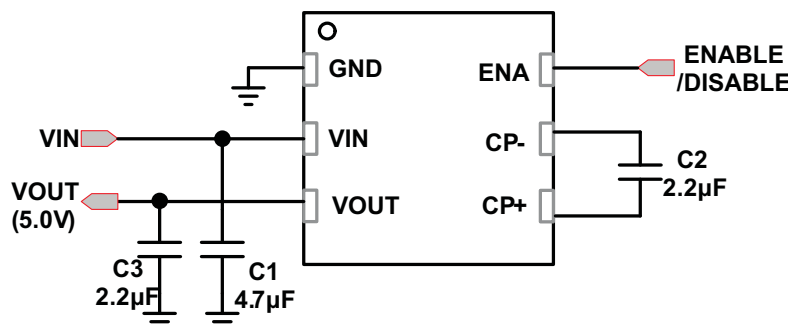 GND
ENA
ENABLE
/DISABLE
VIN
VIN
CP-
C2
2.2µF
VOUT
(5.0V)
VOUT
CP+
C3
2.2µF
C1
4.7µF